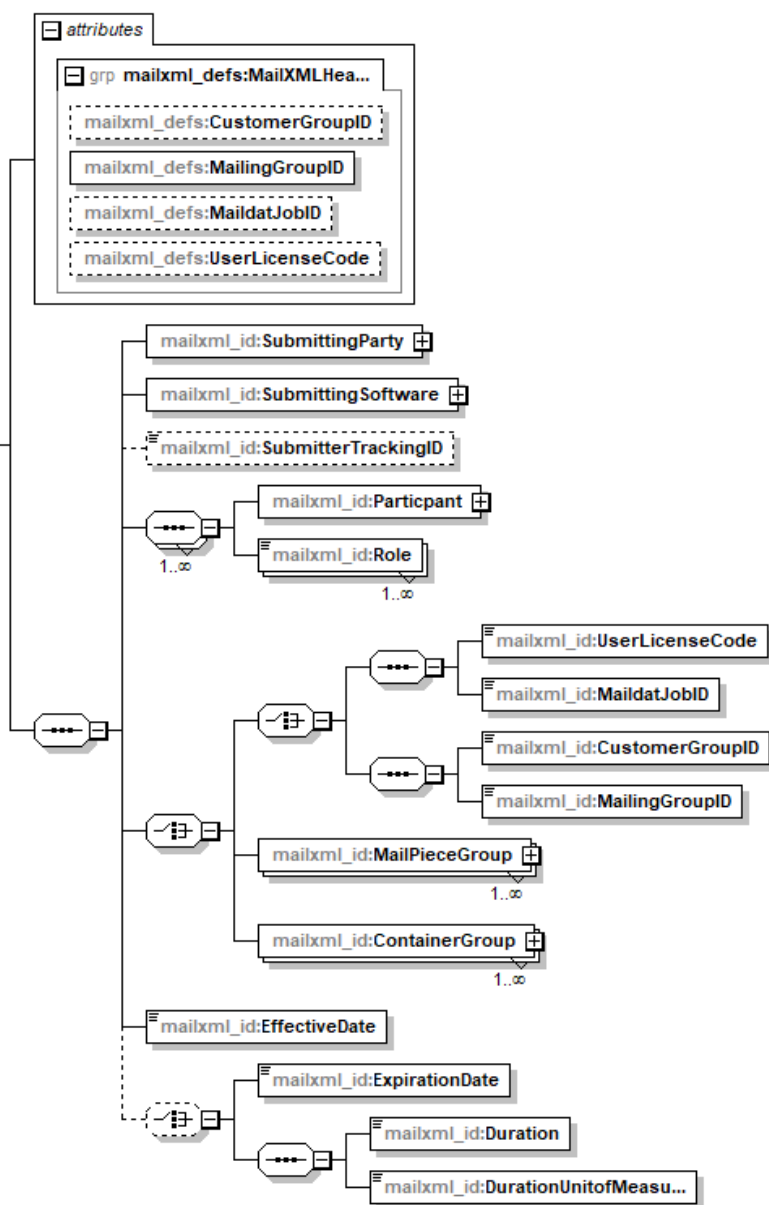 attributes
grp mailxml_defs:MailXMLHea...
mailxml_defs:CustomerGroupID
mailxml_defs:MailingGroupID
mailxml_defs:MaildatJobID
mailxml_defs:UserLicenseCode
mailxml_id:SubmittingParty
mailxml_id:SubmittingSoftware
mailxml_id:SubmitterTrackingID
mailxml_id:Particpant
1..∞
mailxml_id:Role
1..∞
mailxml_id:UserLicenseCode
mailxml_id:MaildatJobID
mailxml_id:CustomerGroupID
mailxml_id:MailingGroupID
mailxml_id:MailPieceGroup
1..∞
mailxml_id:ContainerGroup
1..∞
mailxml_id:EffectiveDate
mailxml_id:ExpirationDate
mailxml_id:Duration
mailxml_id:DurationUnitofMeasu...